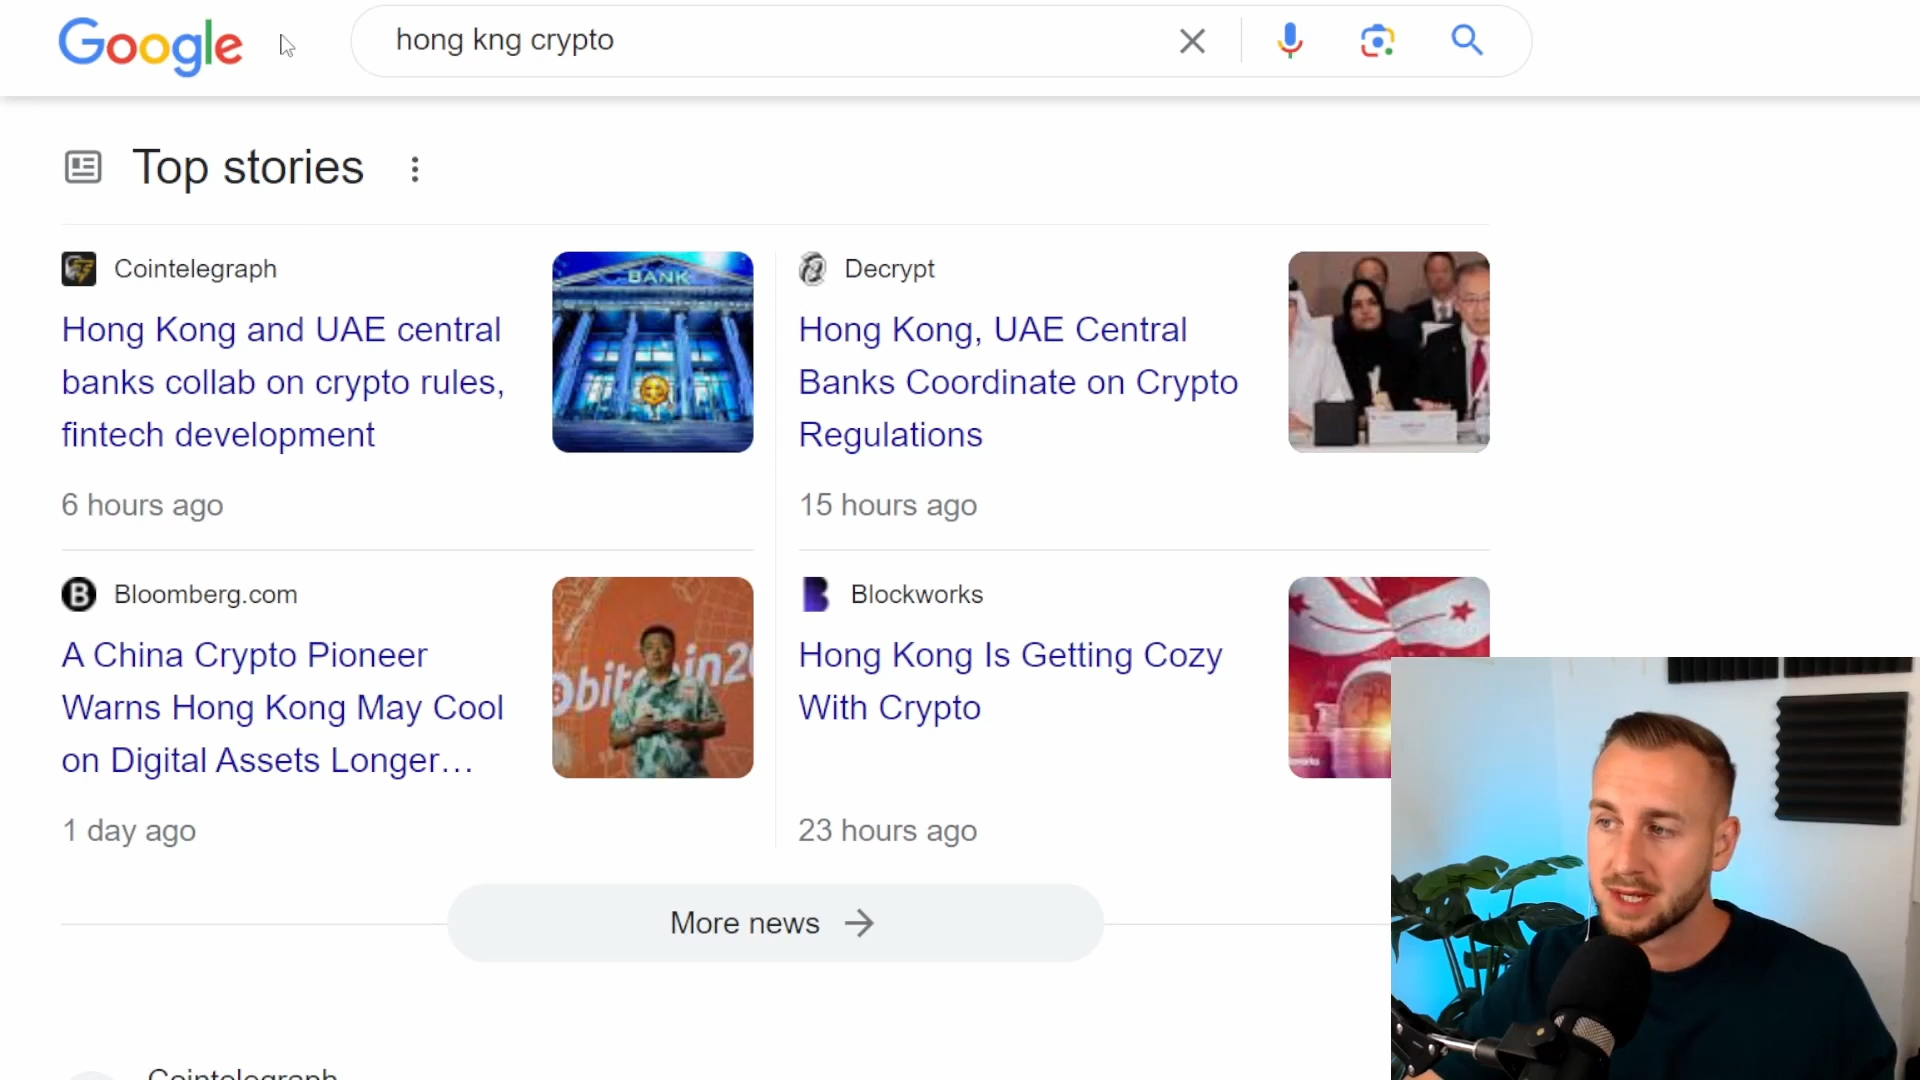 Google
hong kng crypto
Top stories
Cointelegraph
BANK
Hong Kong and UAE central
banks collab on crypto rules,
fintech development
6 hours ago
Decrypt
Hong Kong, UAE Central
Banks Coordinate on Crypto
Regulations
15 hours ago
B Bloomberg.com
bitcoin20
A China Crypto Pioneer
Warns Hong Kong May Cool
on Digital Assets Longer…
1 day ago
Blockworks
Hong Kong Is Getting Cozy
With Crypto
23 hours ago
More news
Cointelegraph